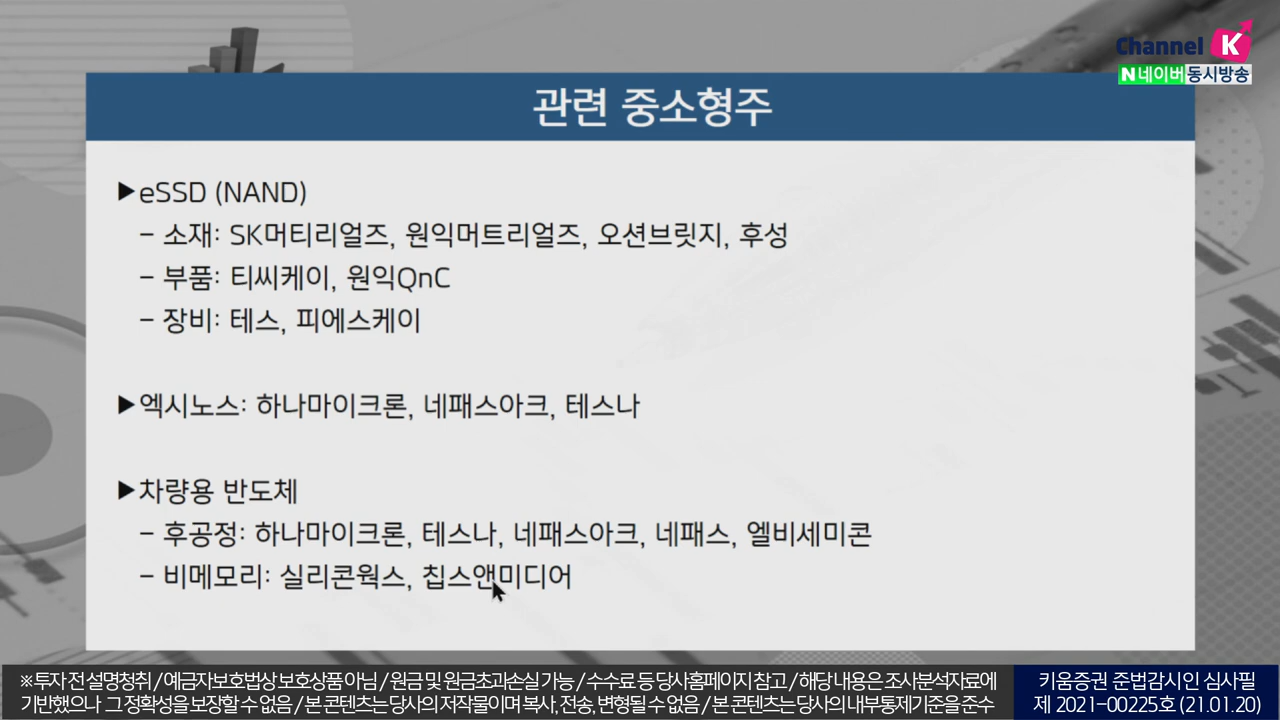 Channel K
N 네이버 동시방송
관련 중소형주
▶eSSD (NAND)
- 소재: SK머티리얼즈, 원익머트리얼즈, 오션브릿지, 후성
- 부품: 티씨케이, 원익QnC
- 장비: 테스, 피에스케이
▶엑시노스: 하나마이크론, 네패스아크, 테스나
▶차량용 반도체
- 후공정: 하나마이크론, 테스나, 네패스아크, 네패스, 엘비세미콘
- 비메모리: 실리콘웍스, 칩스앤미디어
※투자 전 설명청취 / 예금자보호법상 보호상품 아님 / 원금 및 원금초과손실 가능 / 수수료 등 당사홈페이지 참고 / 해당 내용은 조사분석자료에
기반했으나 그 정확성을 보장할 수 없음 / 본 콘텐츠는 당사의 저작물이며 복사, 전송, 변형될 수 없음 / 본 콘텐츠는 당사의 내부통제기준을 준수
키움증권 준법감시인 심사필
제 2021-00225호 (21.01.20)